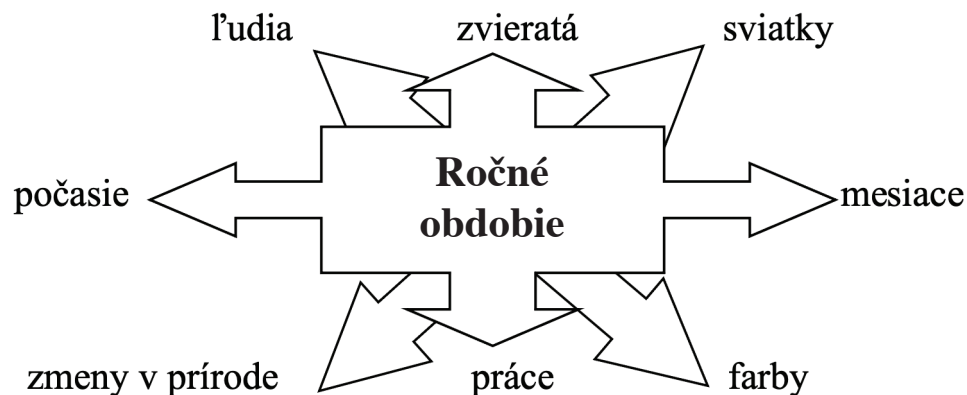 ľudia zvieratá sviatky
Ročné
počasie mesiace
obdobie
zmeny v prírode práce farby